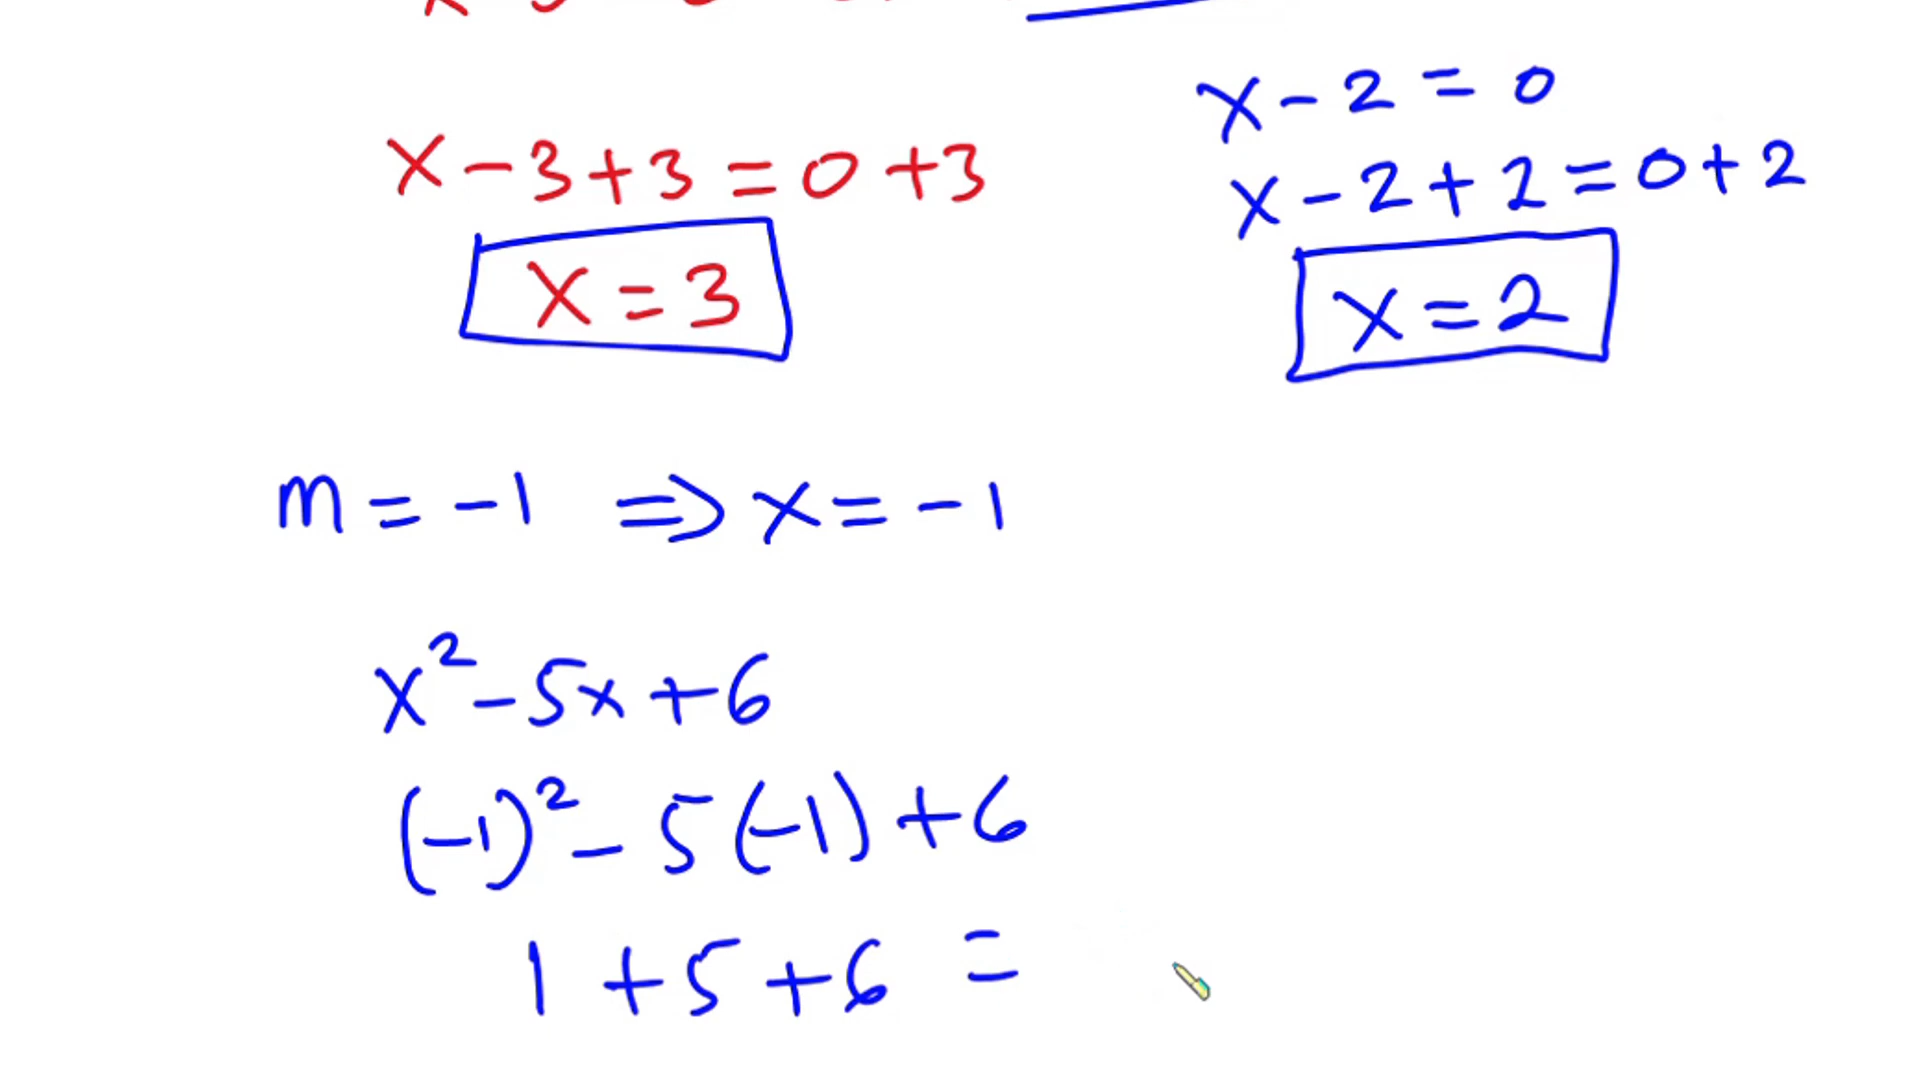 x - 3 + 3 = 0 + 3
x = 3
x - 2 = 0
x - 2 + 2 = 0 + 2
x = 2
m = -1 ⇒ x = -1
x² - 5x + 6
(-1)² - 5(-1) + 6
1 + 5 + 6 =